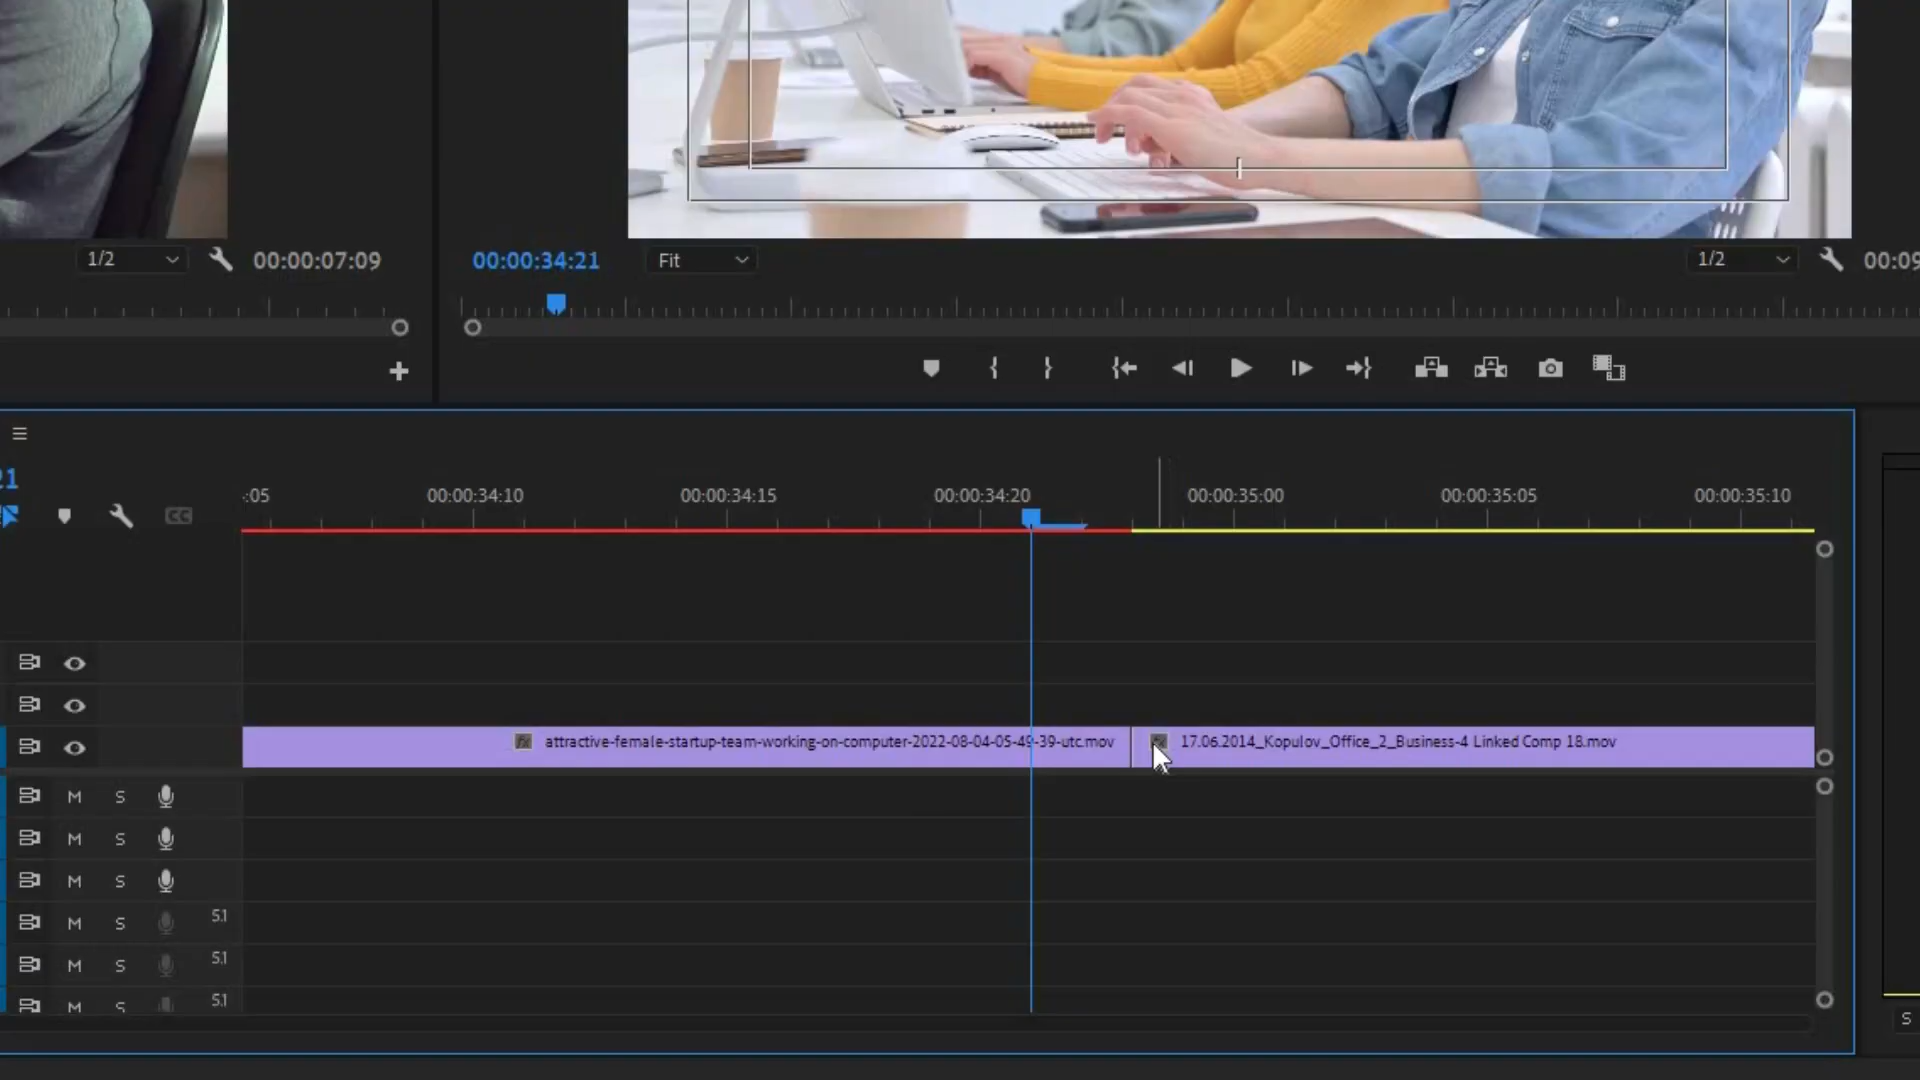 1/2
00:00:07:09
00:00:34:21
Fit
1/2
00:09
21
:05
00:00:34:10
00:00:34:15
00:00:34:20
00:00:35:00
00:00:35:05
00:00:35:10
fx attractive-female-startup-team-working-on-computer-2022-08-04-05-49-39-utc.mov
fx 17.06.2014_Kopulov_Office_2_Business-4 Linked Comp 18.mov
M S
M S
M S
M S 5.1
M S 5.1
M S 5.1
S